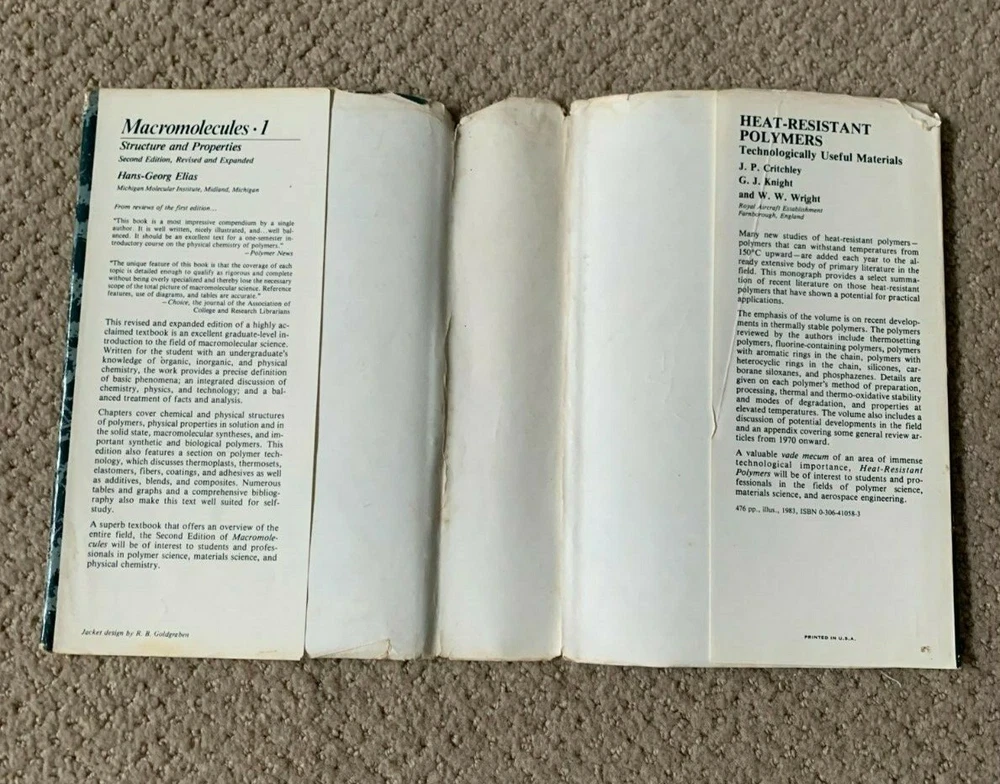 Macromolecules · 1
Structure and Properties
Second Edition, Revised and Expanded
Hans-Georg Elias
Michigan Molecular Institute, Midland, Michigan
From reviews of the first edition...
"This book is a most impressive compendium by a single
author. It is well written, nicely illustrated, and...well bal-
anced. It should be an excellent text for a one-semester in-
troductory course on the physical chemistry of polymers."
—Polymer News
"The unique feature of this book is that the coverage of each
topic is detailed enough to qualify as rigorous and complete
without being overly specialized and thereby lose the necessary
scope of the total picture of macromolecular science. Reference
features, use of diagrams, and tables are accurate."
—Choice, the journal of the Association of
College and Research Librarians
This revised and expanded edition of a highly ac-
claimed textbook is an excellent graduate-level in-
troduction to the field of macromolecular science.
Written for the student with an undergraduate's
knowledge of organic, inorganic, and physical
chemistry, the work provides a precise definition
of basic phenomena; an integrated discussion of
chemistry, physics, and technology; and a bal-
anced treatment of facts and analysis.
Chapters cover chemical and physical structures
of polymers, physical properties in solution and in
the solid state, macromolecular syntheses, and im-
portant synthetic and biological polymers. This
edition also features a section on polymer tech-
nology, which discusses thermoplasts, thermosets,
elastomers, fibers, coatings, and adhesives as well
as additives, blends, and composites. Numerous
tables and graphs and a comprehensive bibliog-
raphy also make this text well suited for self-
study.
A superb textbook that offers an overview of the
entire field, the Second Edition of Macromole-
cules will be of interest to students and profes-
sionals in polymer science, materials science, and
physical chemistry.
Jacket design by R. B. Goldgraben
HEAT-RESISTANT
POLYMERS
Technologically Useful Materials
J. P. Critchley
G. J. Knight
and W. W. Wright
Royal Aircraft Establishment
Farnborough, England
Many new studies of heat-resistant polymers—
polymers that can withstand temperatures from
150°C upward—are added each year to the al-
ready extensive body of primary literature in the
field. This monograph provides a select summa-
tion of recent literature on those heat-resistant
polymers that have shown a potential for practical
applications.
The emphasis of the volume is on recent develop-
ments in thermally stable polymers. The polymers
reviewed by the authors include thermosetting
polymers, fluorine-containing polymers, polymers
with aromatic rings in the chain, polymers with
heterocyclic rings in the chain, silicones, car-
borane siloxanes, and phosphazenes. Details are
given on each polymer's method of preparation,
processing, thermal and thermo-oxidative stability
and modes of degradation, and properties at
elevated temperatures. The volume also includes a
discussion of potential developments in the field
and an appendix covering some general review ar-
ticles from 1970 onward.
A valuable vade mecum of an area of immense
technological importance, Heat-Resistant
Polymers will be of interest to students and pro-
fessionals in the fields of polymer science,
materials science, and aerospace engineering.
476 pp., illus., 1983, ISBN 0-306-41058-3
PRINTED IN U.S.A.